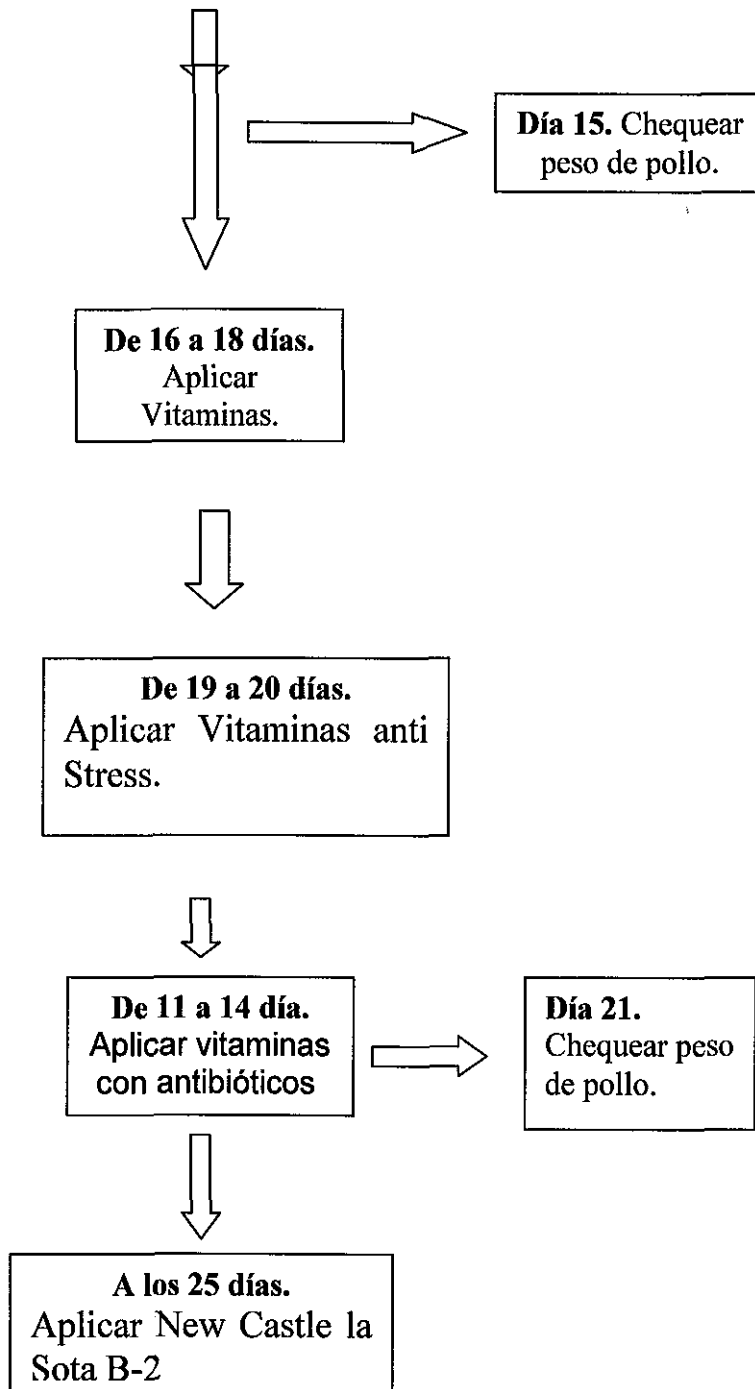 Día 15. Chequear
peso de pollo.
De 16 a 18 días.
Aplicar
Vitaminas.
De 19 a 20 días.
Aplicar Vitaminas anti
Stress.
De 11 a 14 día.
Aplicar vitaminas
con antibióticos
Día 21.
Chequear peso
de pollo.
A los 25 días.
Aplicar New Castle la
Sota B-2